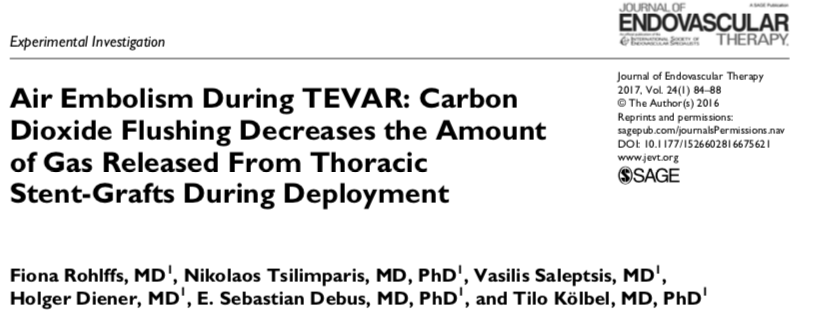 Experimental Investigation
JOURNAL OF
ENDOVASCULAR
THERAPY
A SAGE Publication
Air Embolism During TEVAR: Carbon
Dioxide Flushing Decreases the Amount
of Gas Released From Thoracic
Stent-Grafts During Deployment
Journal of Endovascular Therapy
2017, Vol. 24(1) 84–88
© The Author(s) 2016
Reprints and permissions:
sagepub.com/journalsPermissions.nav
DOI: 10.1177/1526602816675621
www.jevt.org
SAGE
Fiona Rohlffs, MD¹, Nikolaos Tsilimparis, MD, PhD¹, Vasilis Saleptsis, MD¹,
Holger Diener, MD¹, E. Sebastian Debus, MD, PhD¹, and Tilo Kölbel, MD, PhD¹